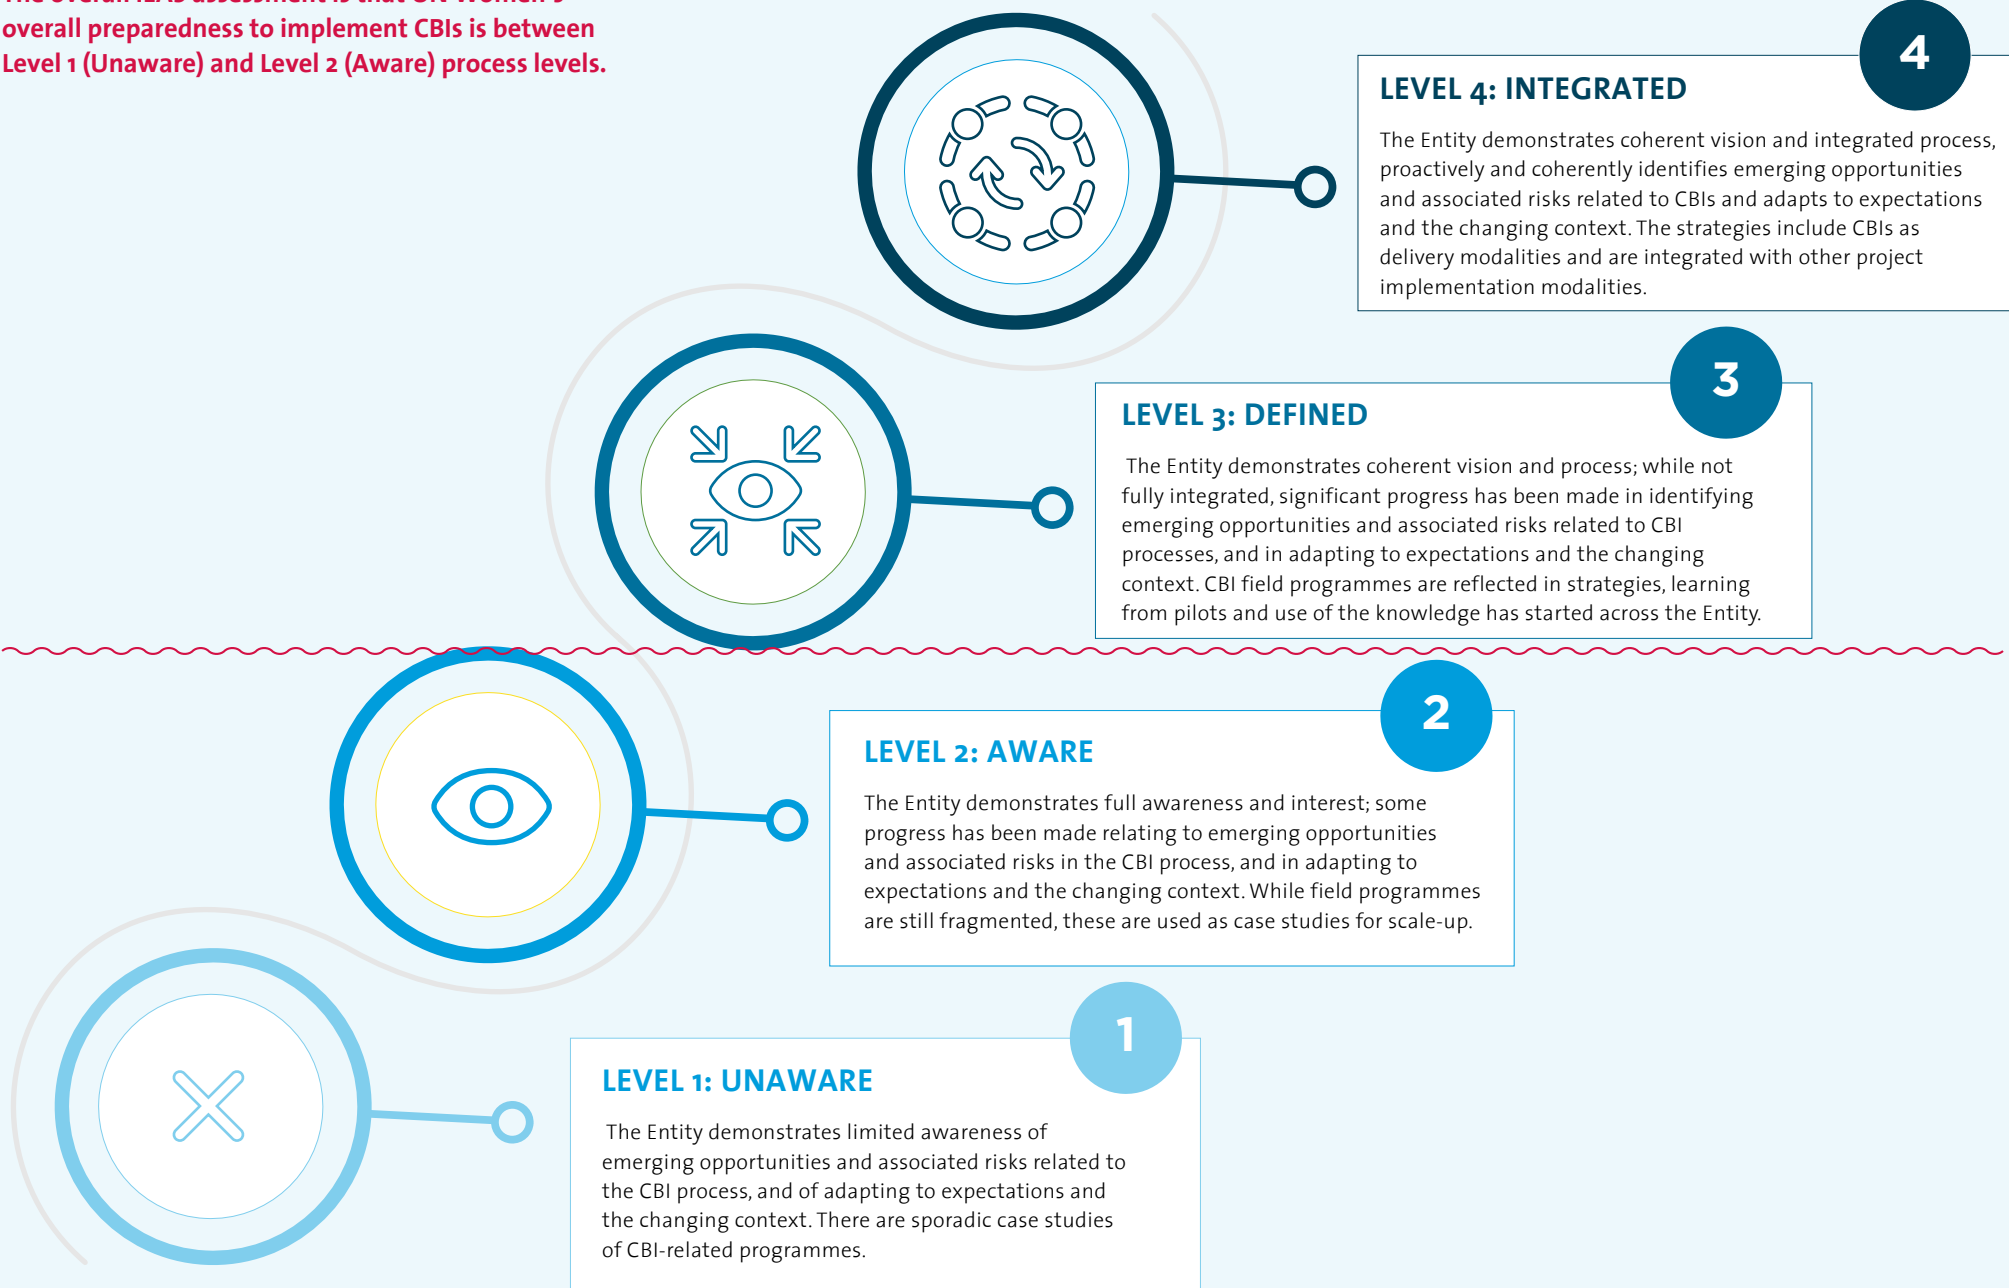 overall preparedness to implement CBIs is between
Level 1 (Unaware) and Level 2 (Aware) process levels.
4
LEVEL 4: INTEGRATED
The Entity demonstrates coherent vision and integrated process,
proactively and coherently identifies emerging opportunities
and associated risks related to CBIs and adapts to expectations
and the changing context. The strategies include CBIs as
delivery modalities and are integrated with other project
implementation modalities.
3
LEVEL 3: DEFINED
The Entity demonstrates coherent vision and process; while not
fully integrated, significant progress has been made in identifying
emerging opportunities and associated risks related to CBI
processes, and in adapting to expectations and the changing
context. CBI field programmes are reflected in strategies, learning
from pilots and use of the knowledge has started across the Entity.
2
LEVEL 2: AWARE
The Entity demonstrates full awareness and interest; some
progress has been made relating to emerging opportunities
and associated risks in the CBI process, and in adapting to
expectations and the changing context. While field programmes
are still fragmented, these are used as case studies for scale-up.
1
LEVEL 1: UNAWARE
The Entity demonstrates limited awareness of
emerging opportunities and associated risks related to
the CBI process, and of adapting to expectations and
the changing context. There are sporadic case studies
of CBI-related programmes.